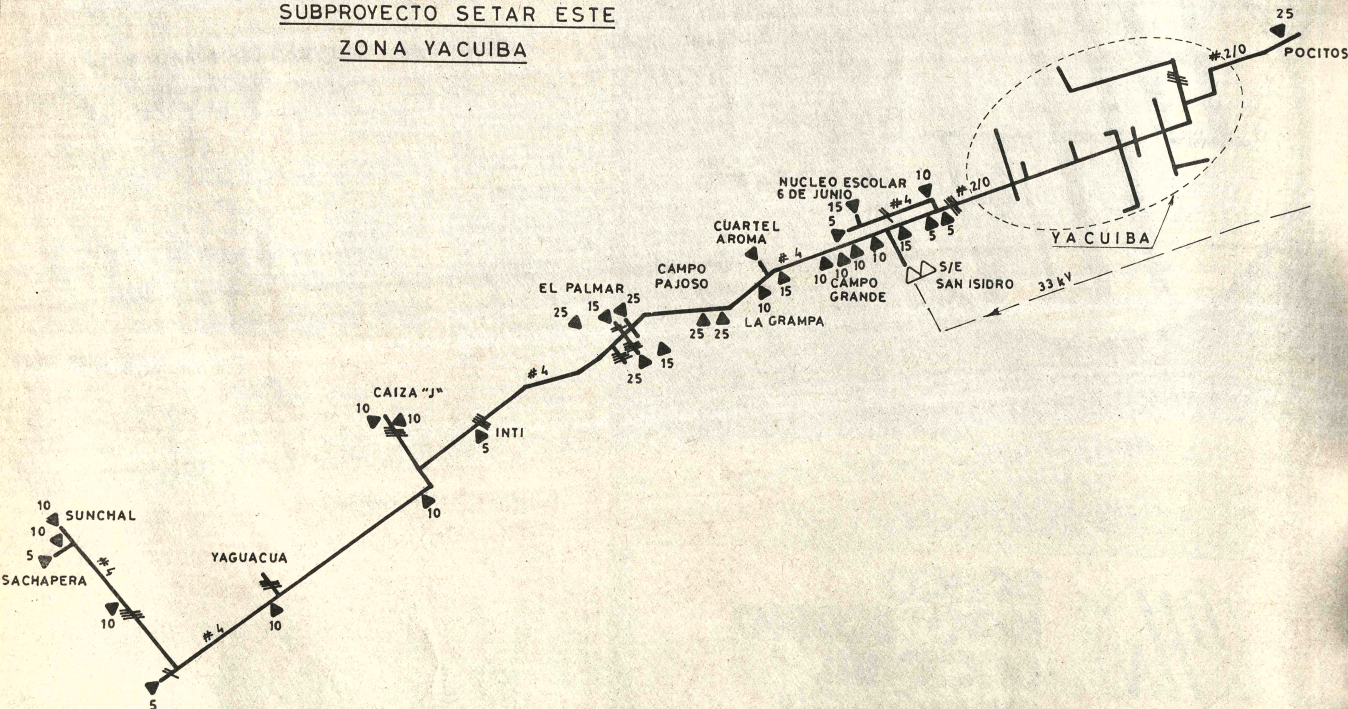 SUBPROYECTO SETAR ESTE
ZONA YACUIBA
25
POCITOS
#2/0
YACUIBA
33 kV
#2/0
NUCLEO ESCOLAR
6 DE JUNIO
10
15
#4
5
5
5
15
10
10
10
10
CAMPO
GRANDE
S/E
SAN ISIDRO
CUARTEL
AROMA
#4
15
10
LA GRAMPA
CAMPO
PAJOSO
25
25
EL PALMAR
25
15
25
15
25
#4
INTI
5
CAIZA "J"
10
10
10
YAGUACUA
10
#4
SUNCHAL
10
10
5
SACHAPERA
#4
10
5